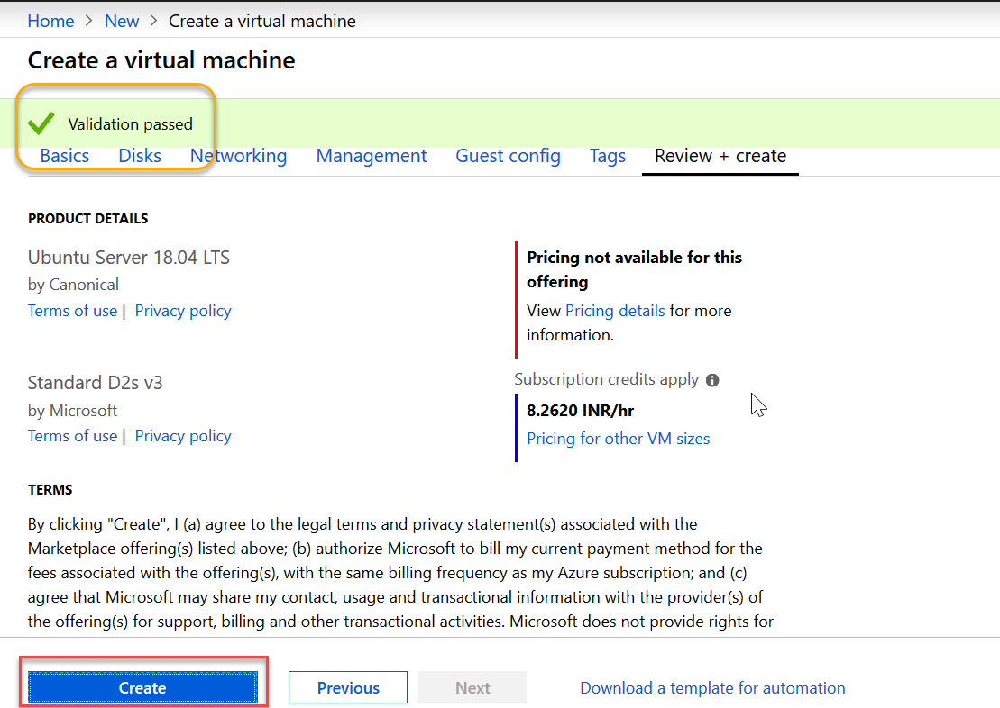 Home > New > Create a virtual machine
Create a virtual machine
Validation passed
Basics Disks Networking Management Guest config Tags Review + create
PRODUCT DETAILS
Ubuntu Server 18.04 LTS
by Canonical
Terms of use | Privacy policy
Pricing not available for this
offering
View Pricing details for more
information.
Standard D2s v3
by Microsoft
Terms of use | Privacy policy
Subscription credits apply
8.2620 INR/hr
Pricing for other VM sizes
TERMS
By clicking "Create", I (a) agree to the legal terms and privacy statement(s) associated with the
Marketplace offering(s) listed above; (b) authorize Microsoft to bill my current payment method for the
fees associated with the offering(s), with the same billing frequency as my Azure subscription; and (c)
agree that Microsoft may share my contact, usage and transactional information with the provider(s) of
the offering(s) for support, billing and other transactional activities. Microsoft does not provide rights for
Create Previous Next Download a template for automation